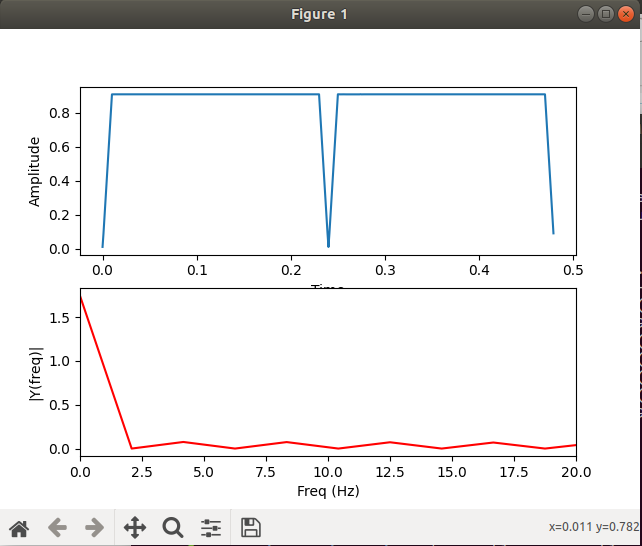 Figure 1
0.8
0.6
0.4
0.2
0.0
Amplitude
0.0 0.1 0.2 0.3 0.4 0.5
Time
1.5
1.0
0.5
0.0
|Y(freq)|
0.0 2.5 5.0 7.5 10.0 12.5 15.0 17.5 20.0
Freq (Hz)
x=0.011 y=0.782